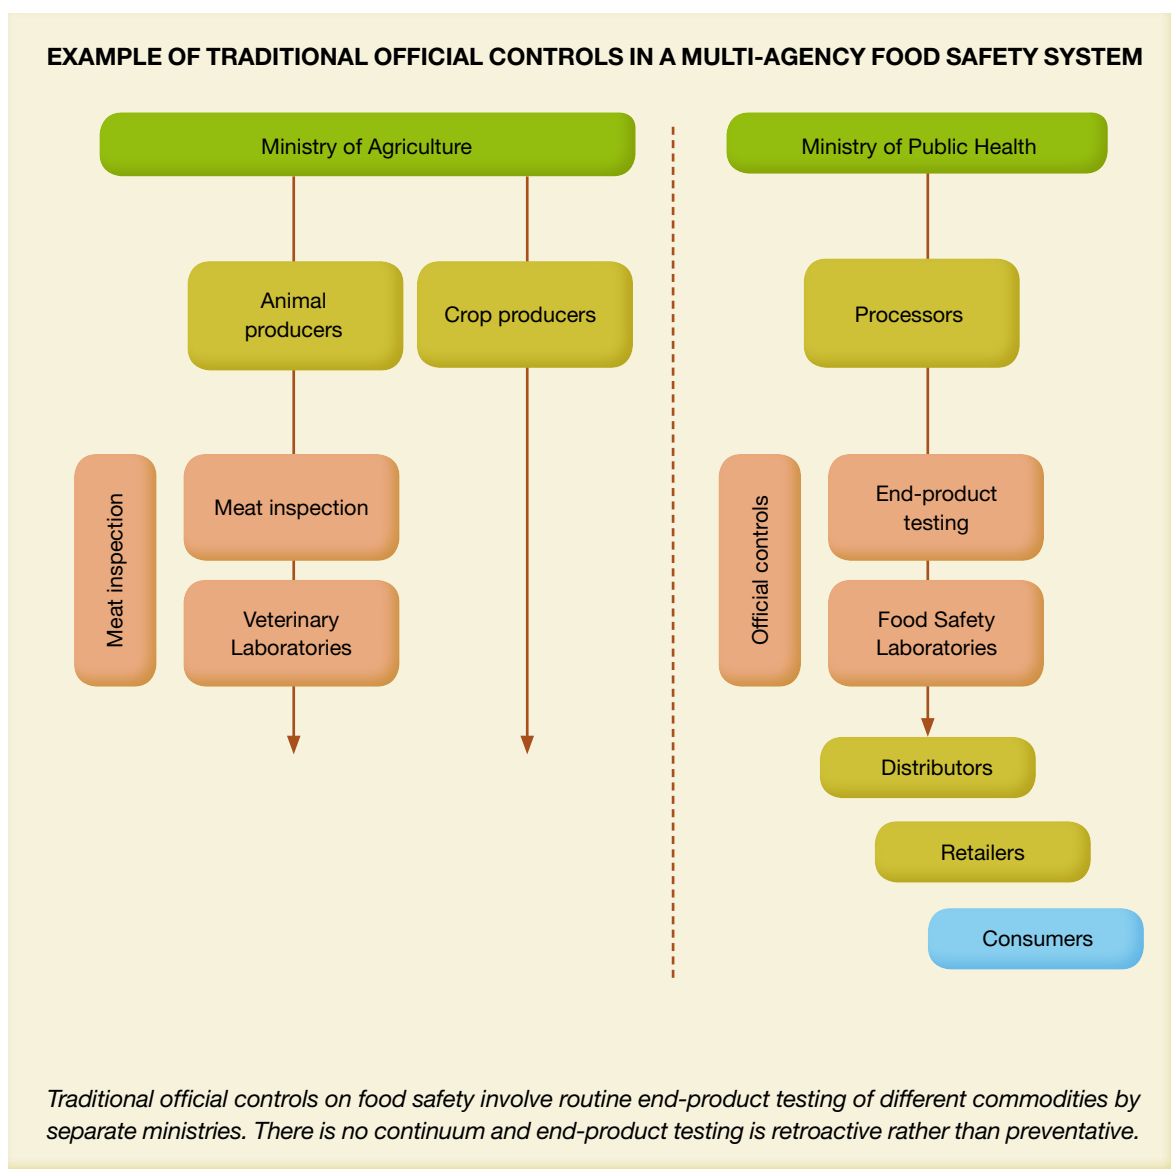 EXAMPLE OF TRADITIONAL OFFICIAL CONTROLS IN A MULTI-AGENCY FOOD SAFETY SYSTEM
Ministry of Agriculture
Ministry of Public Health
Animal
producers
Crop producers
Processors
Meat inspection
Meat inspection
Veterinary
Laboratories
Official controls
End-product
testing
Food Safety
Laboratories
Distributors
Retailers
Consumers
Traditional official controls on food safety involve routine end-product testing of different commodities by
separate ministries. There is no continuum and end-product testing is retroactive rather than preventative.